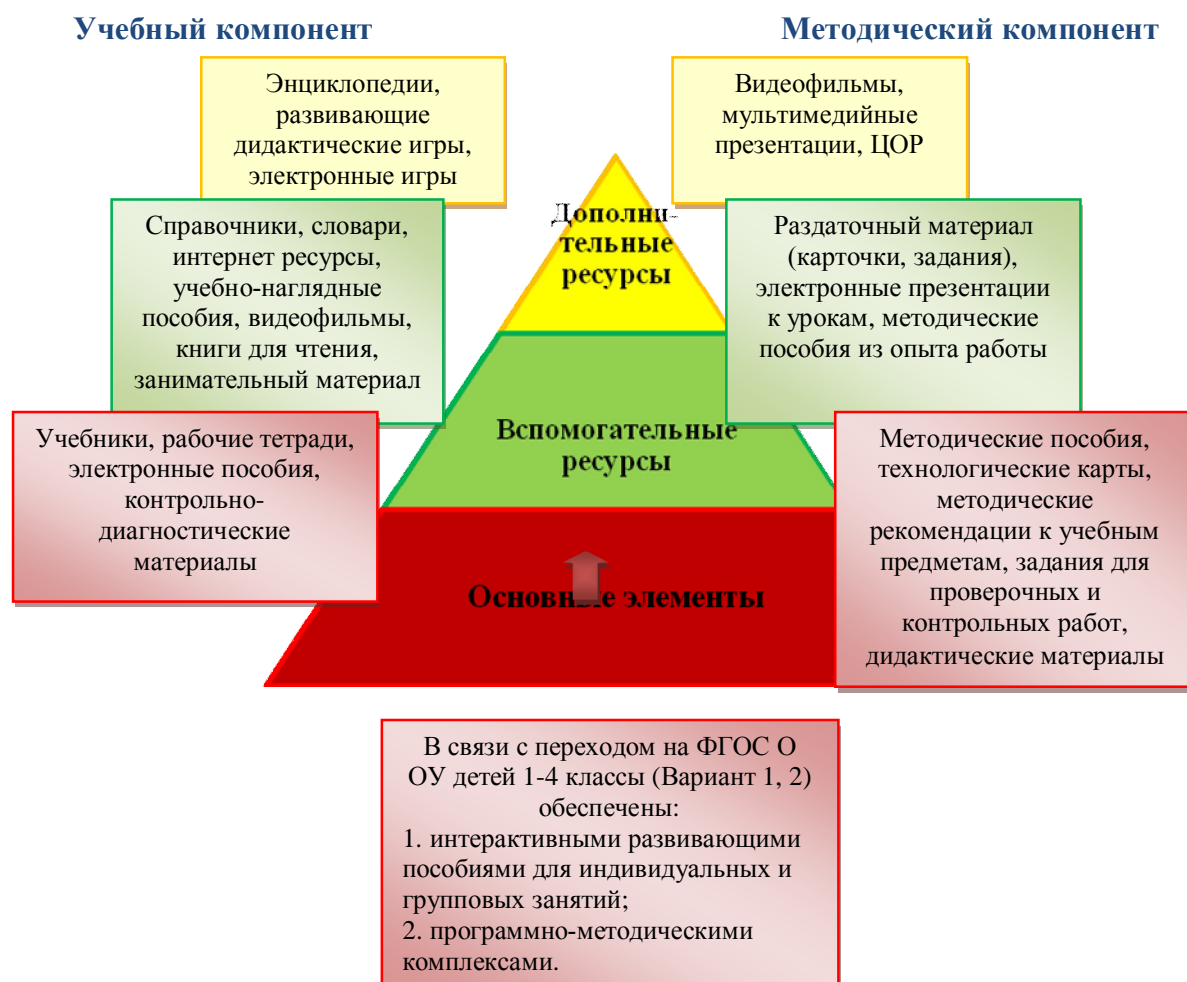 Учебный компонент
Методический компонент
Энциклопедии,
развивающие
дидактические игры,
электронные игры
Видеофильмы,
мультимедийные
презентации, ЦОР
Дополни-
тельные
ресурсы
Справочники, словари,
интернет ресурсы,
учебно-наглядные
пособия, видеофильмы,
книги для чтения,
занимательный материал
Раздаточный материал
(карточки, задания),
электронные презентации
к урокам, методические
пособия из опыта работы
Вспомогательные
ресурсы
Учебники, рабочие тетради,
электронные пособия,
контрольно-
диагностические
материалы
Методические пособия,
технологические карты,
методические
рекомендации к учебным
предметам, задания для
проверочных и
контрольных работ,
дидактические материалы
Основные элементы
В связи с переходом на ФГОС О
ОУ детей 1-4 классы (Вариант 1, 2)
обеспечены:
1. интерактивными развивающими
пособиями для индивидуальных и
групповых занятий;
2. программно-методическими
комплексами.